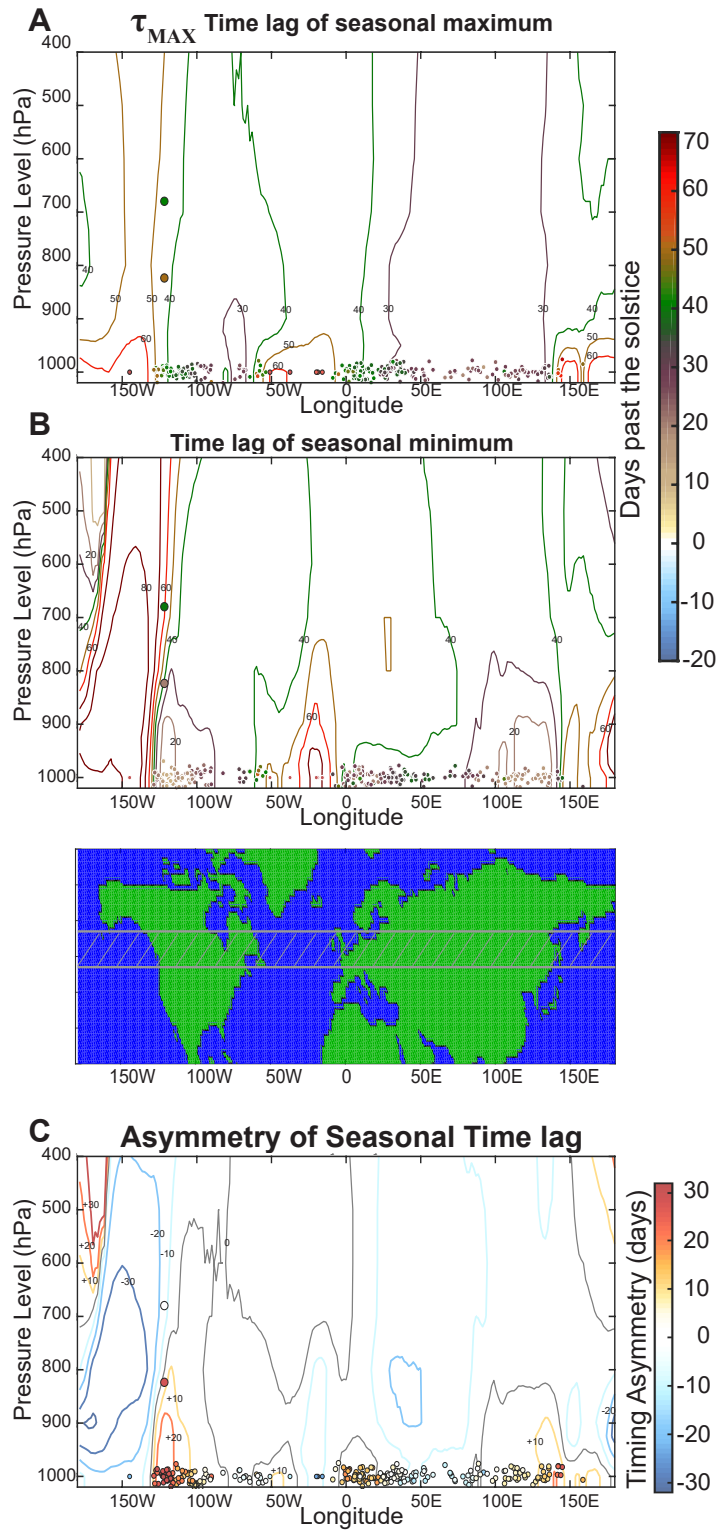 A
τMAX Time lag of seasonal maximum
400
500
600
700
800
900
1000
Pressure Level (hPa)
40
50
50
40
60
30
40
50
60
40
30
30
40
50
60
150W
100W
50W
0
50E
100E
150E
Longitude
70
60
50
40
30
20
10
0
-10
-20
Days past the solstice
B
Time lag of seasonal minimum
400
500
600
700
800
900
1000
Pressure Level (hPa)
20
40
60
80
60
40
20
40
60
40
40
20
60
150W
100W
50W
0
50E
100E
150E
Longitude
150W
100W
50W
0
50E
100E
150E
C
Asymmetry of Seasonal Time lag
400
500
600
700
800
900
1000
Pressure Level (hPa)
+30
+20
+10
-20
-10
-30
0
+10
+20
+10
+10
-20
150W
100W
50W
0
50E
100E
150E
Longitude
30
20
10
0
-10
-20
-30
Timing Asymmetry (days)